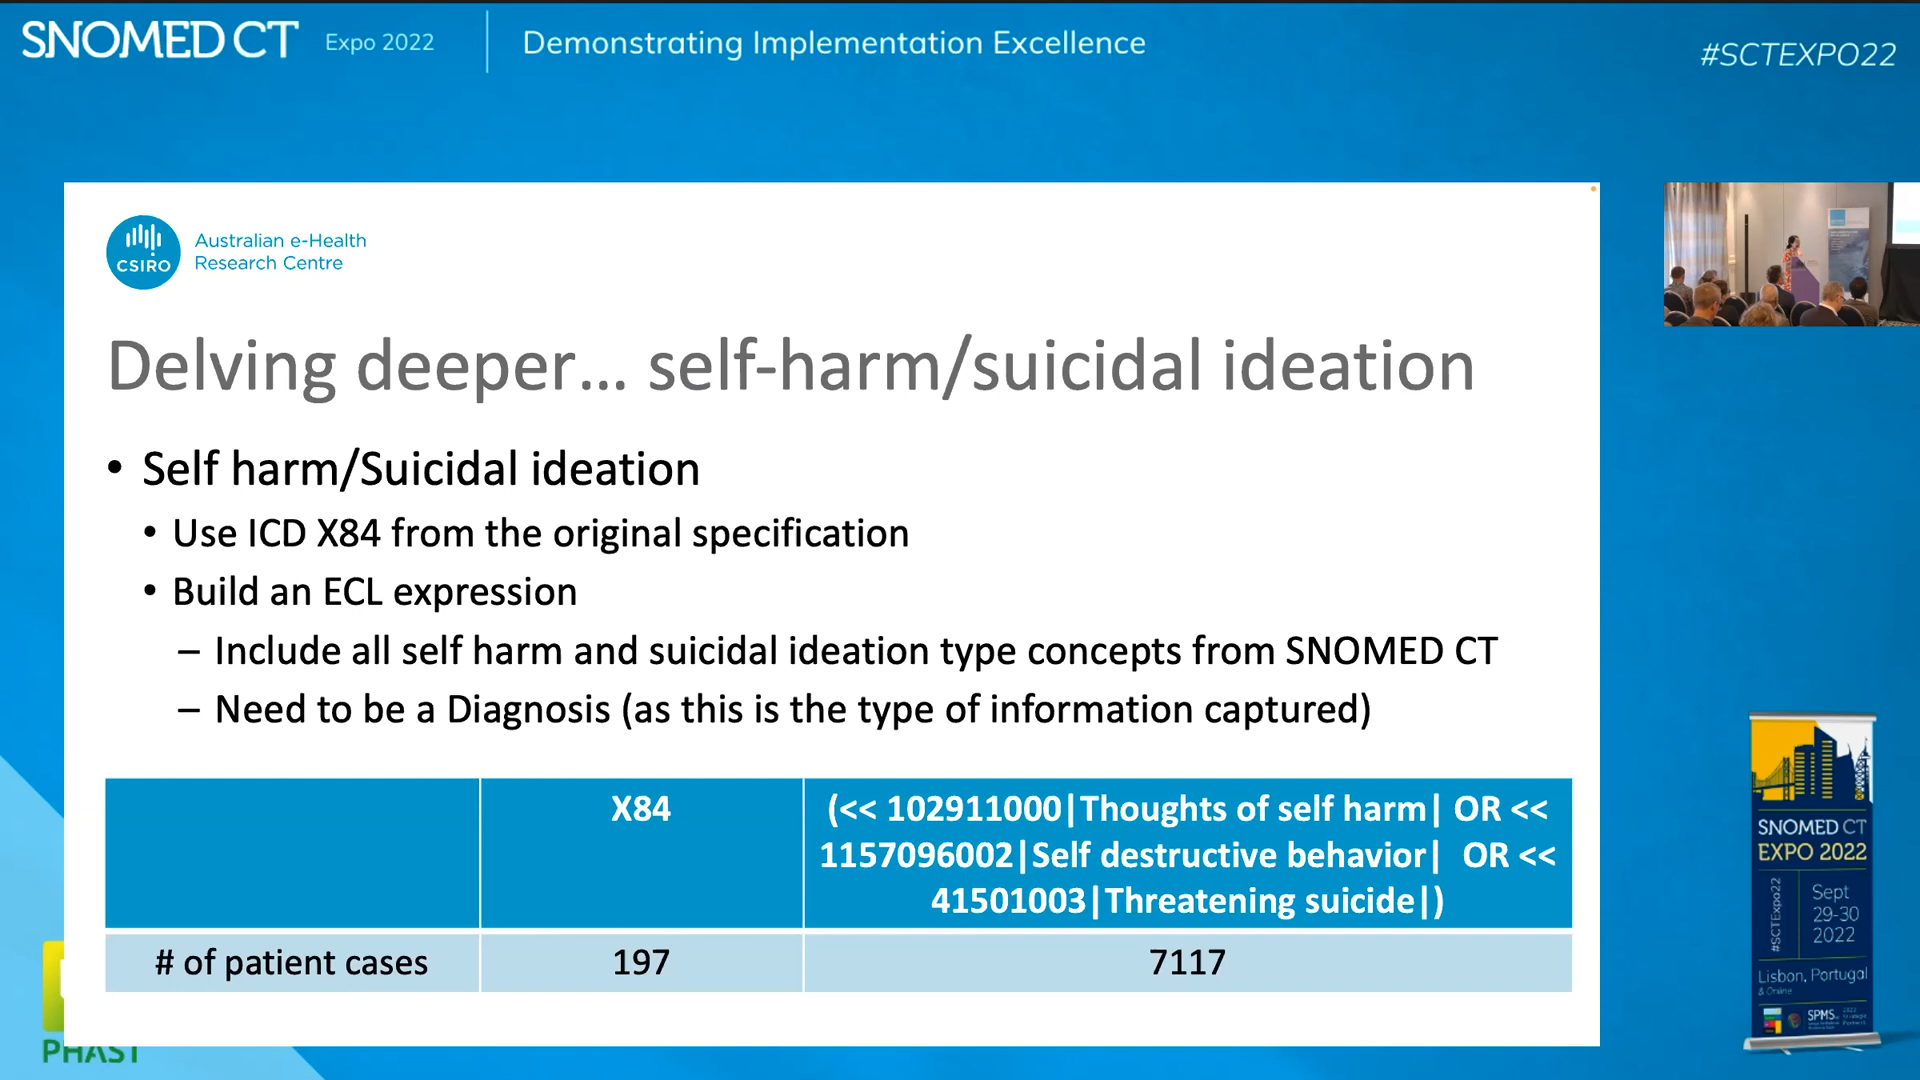 SNOMED CT Expo 2022 Demonstrating Implementation Excellence
#SCTEXPO22
CSIRO
Australian e-Health
Research Centre
Delving deeper... self-harm/suicidal ideation
• Self harm/Suicidal ideation
• Use ICD X84 from the original specification
• Build an ECL expression
– Include all self harm and suicidal ideation type concepts from SNOMED CT
– Need to be a Diagnosis (as this is the type of information captured)
X84
(<< 102911000|Thoughts of self harm| OR <<
1157096002|Self destructive behavior| OR <<
41501003|Threatening suicide|)
# of patient cases 197 7117
PHAST
SNOMED CT
EXPO 2022
#SCTExpo22
Sept
29-30
2022
Lisbon, Portugal
& Online
SPMS